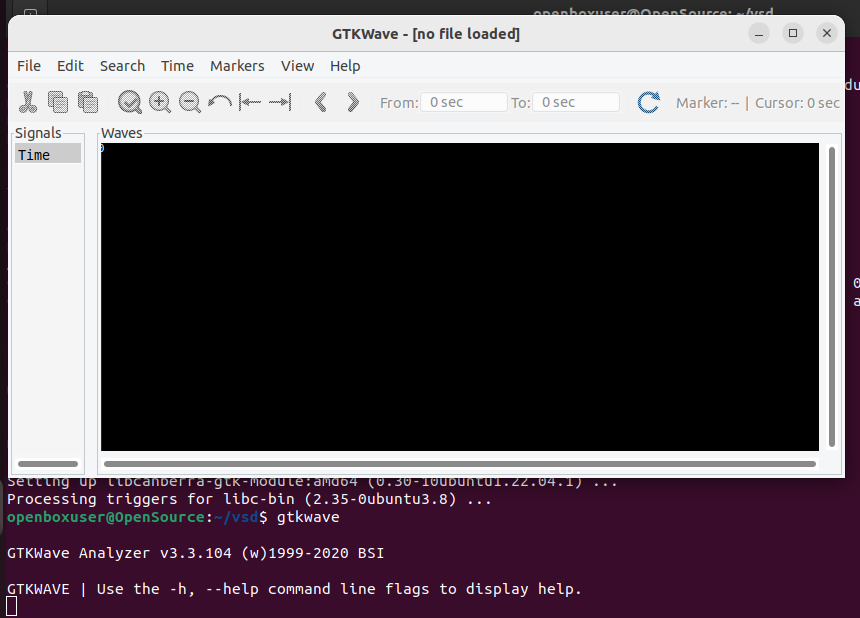 openboxuser@OpenSource: ~/vsd
GTKWave - [no file loaded]
File Edit Search Time Markers View Help
From: 0 sec To: 0 sec Marker: -- | Cursor: 0 sec
du
Signals Waves
Time
0
0
a
Setting up libcanberra-gtk-module:amd64 (0.30-10ubuntu1.22.04.1) ...
Processing triggers for libc-bin (2.35-0ubuntu3.8) ...
openboxuser@OpenSource:~/vsd$ gtkwave
GTKWave Analyzer v3.3.104 (w)1999-2020 BSI
GTKWAVE | Use the -h, --help command line flags to display help.